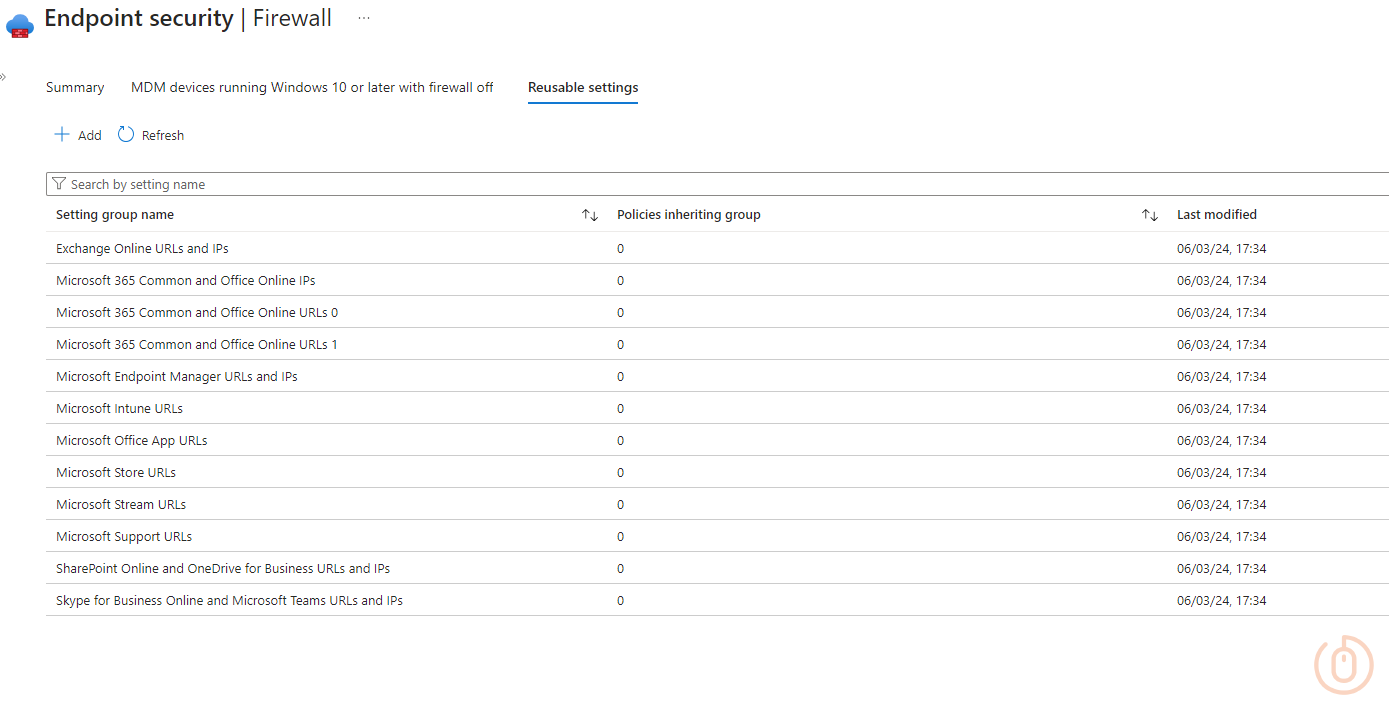 Endpoint security | Firewall ...
Summary MDM devices running Windows 10 or later with firewall off Reusable settings
Add Refresh
Search by setting name
Setting group name Policies inheriting group Last modified
Exchange Online URLs and IPs 0 06/03/24, 17:34
Microsoft 365 Common and Office Online IPs 0 06/03/24, 17:34
Microsoft 365 Common and Office Online URLs 0 0 06/03/24, 17:34
Microsoft 365 Common and Office Online URLs 1 0 06/03/24, 17:34
Microsoft Endpoint Manager URLs and IPs 0 06/03/24, 17:34
Microsoft Intune URLs 0 06/03/24, 17:34
Microsoft Office App URLs 0 06/03/24, 17:34
Microsoft Store URLs 0 06/03/24, 17:34
Microsoft Stream URLs 0 06/03/24, 17:34
Microsoft Support URLs 0 06/03/24, 17:34
SharePoint Online and OneDrive for Business URLs and IPs 0 06/03/24, 17:34
Skype for Business Online and Microsoft Teams URLs and IPs 0 06/03/24, 17:34